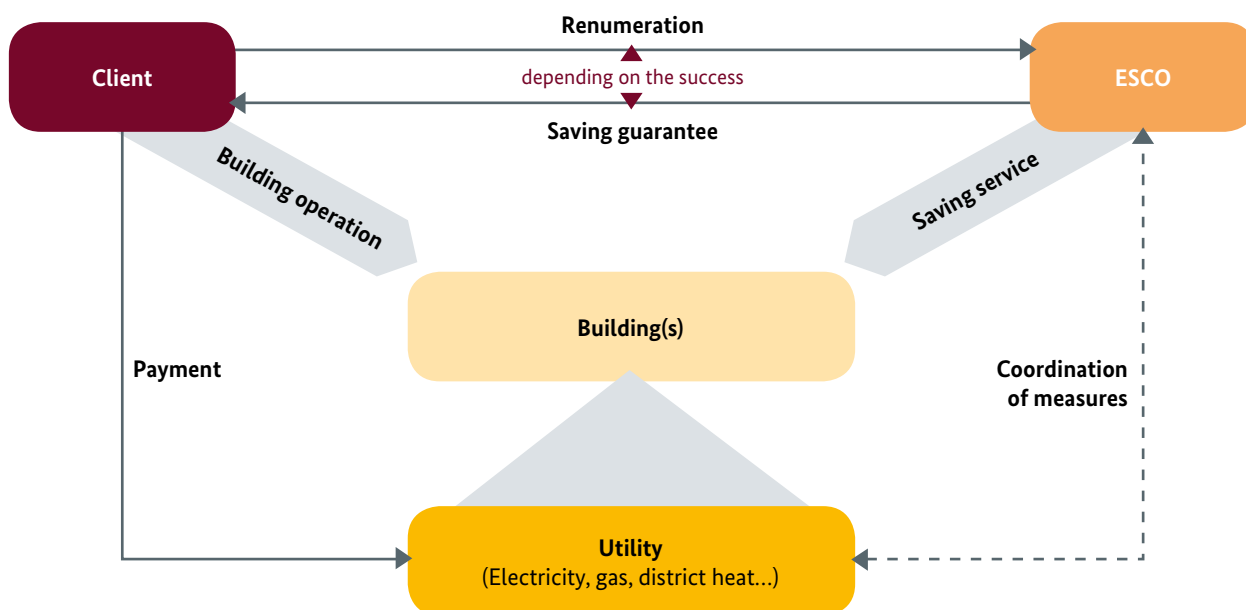 Renumeration
Client
depending on the success
ESCO
Saving guarantee
Building operation
Saving service
Building(s)
Payment
Coordination
of measures
Utility
(Electricity, gas, district heat...)